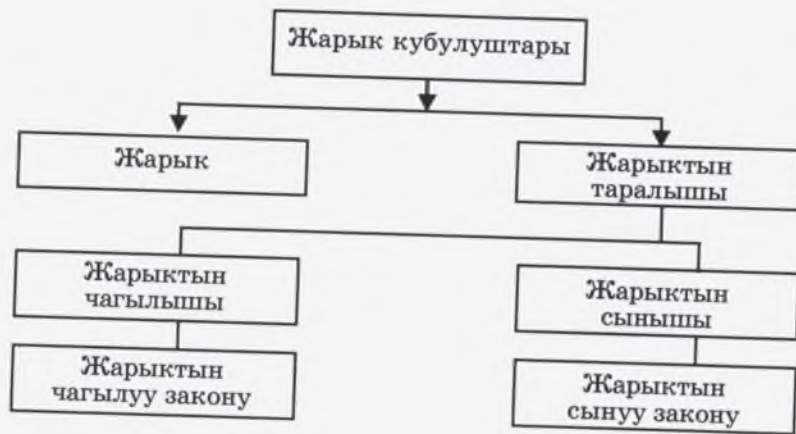 Жарык кубулуштары
Жарык
Жарыктын
таралышы
Жарыктын
чагылышы
Жарыктын
сынышы
Жарыктын
чагылуу закону
Жарыктын
сынуу закону